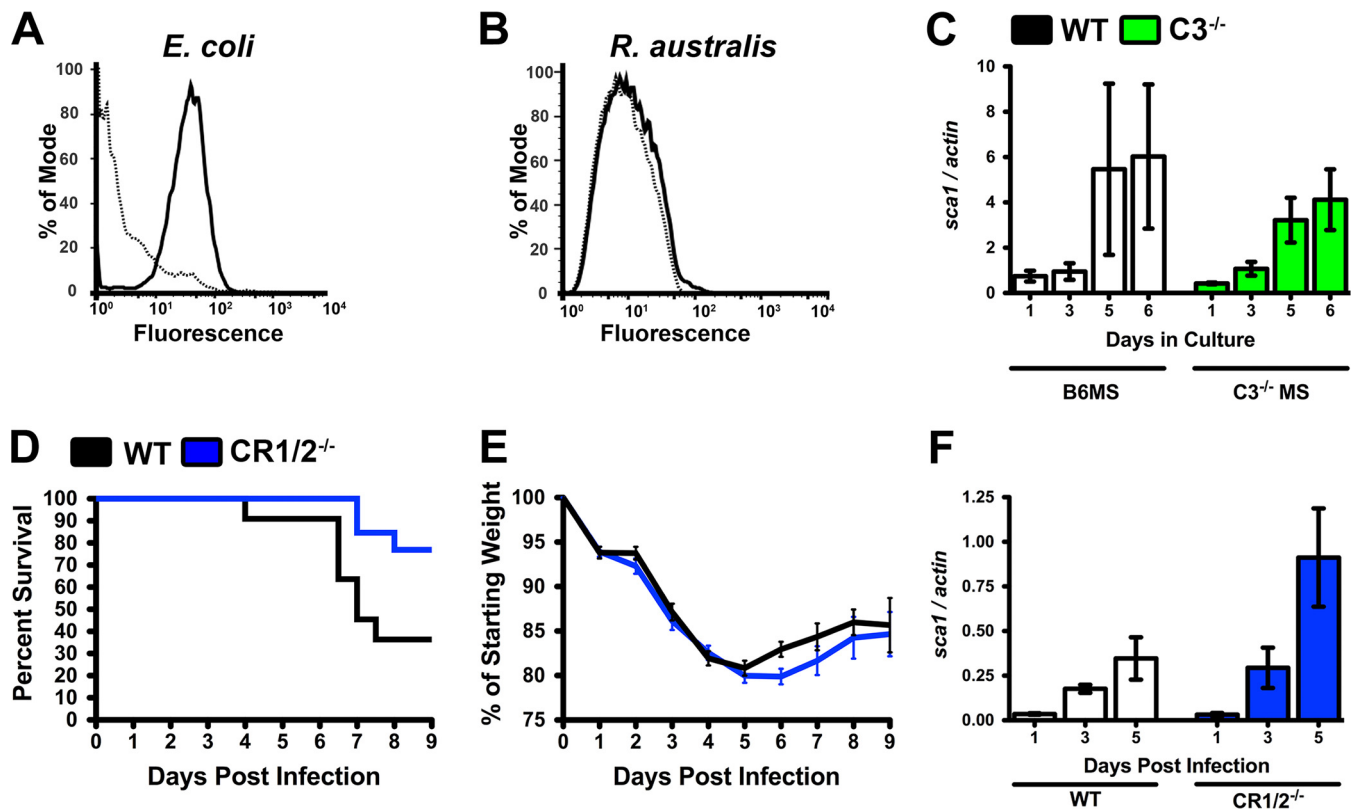 A
E. coli
% of Mode
100
80
60
40
20
0
10⁰ 10¹ 10² 10³ 10⁴
Fluorescence
B
R. australis
% of Mode
100
80
60
40
20
0
10⁰ 10¹ 10² 10³ 10⁴
Fluorescence
C
WT C3-/-
sca1 / actin
10
8
6
4
2
0
1 3 5 6 1 3 5 6
Days in Culture
B6MS C3-/- MS
D
WT CR1/2-/-
Percent Survival
100
90
80
70
60
50
40
30
20
10
0
0 1 2 3 4 5 6 7 8 9
Days Post Infection
E
% of Starting Weight
100
95
90
85
80
75
0 1 2 3 4 5 6 7 8 9
Days Post Infection
F
sca1 / actin
1.25
1.00
0.75
0.50
0.25
0.00
1 3 5 1 3 5
Days Post Infection
WT CR1/2-/-